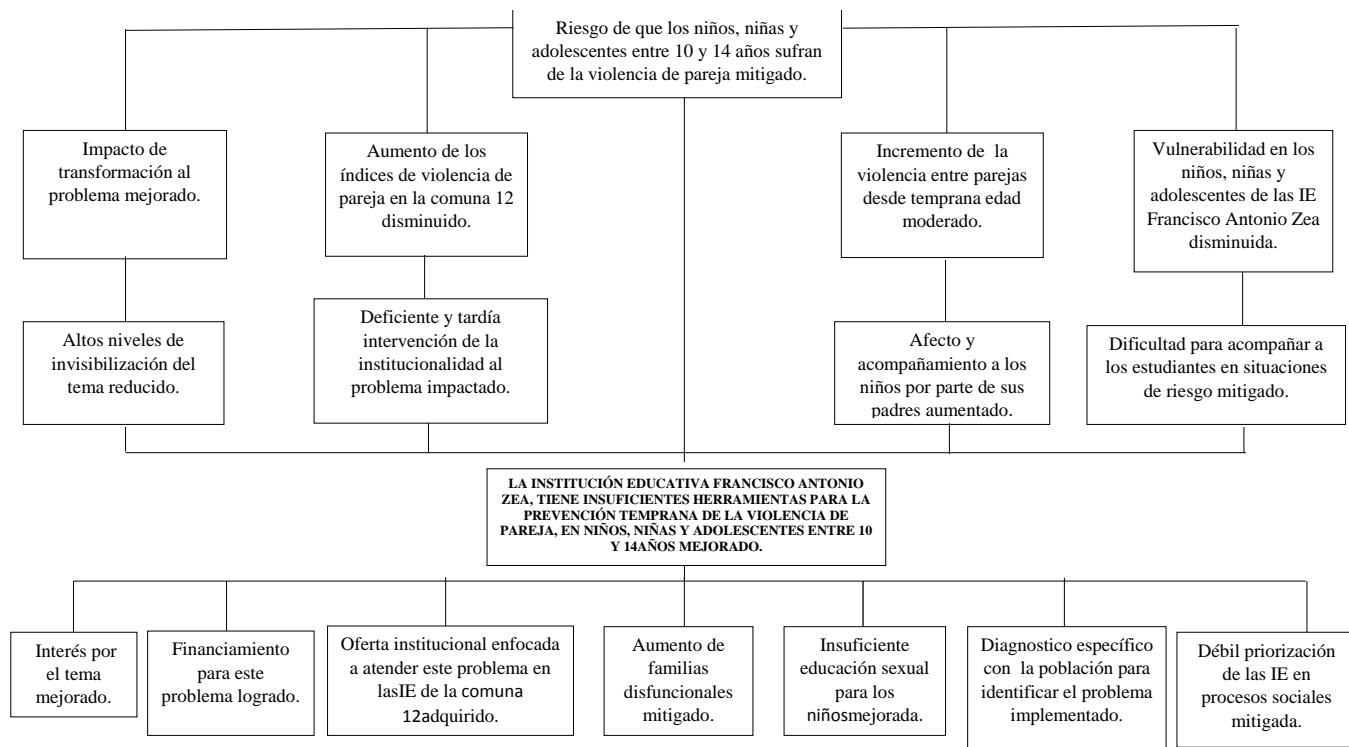 Riesgo de que los niños, niñas y
adolescentes entre 10 y 14 años sufran
de la violencia de pareja mitigado.
Impacto de
transformación al
problema mejorado.
Aumento de los
índices de violencia de
pareja en la comuna 12
disminuido.
Incremento de la
violencia entre parejas
desde temprana edad
moderado.
Vulnerabilidad en los
niños, niñas y
adolescentes de las IE
Francisco Antonio Zea
disminuida.
Altos niveles de
invisibilización del
tema reducido.
Deficiente y tardía
intervención de la
institucionalidad al
problema impactado.
Afecto y
acompañamiento a los
niños por parte de sus
padres aumentado.
Dificultad para acompañar a
los estudiantes en situaciones
de riesgo mitigado.
LA INSTITUCIÓN EDUCATIVA FRANCISCO ANTONIO
ZEA, TIENE INSUFICIENTES HERRAMIENTAS PARA LA
PREVENCIÓN TEMPRANA DE LA VIOLENCIA DE
PAREJA, EN NIÑOS, NIÑAS Y ADOLESCENTES ENTRE 10
Y 14AÑOS MEJORADO.
Interés por
el tema
mejorado.
Financiamiento
para este
problema logrado.
Oferta institucional enfocada
a atender este problema en
lasIE de la comuna
12adquirido.
Aumento de
familias
disfuncionales
mitigado.
Insuficiente
educación sexual
para los
niñosmejorada.
Diagnostico específico
con la población para
identificar el problema
implementado.
Débil priorización
de las IE en
procesos sociales
mitigada.